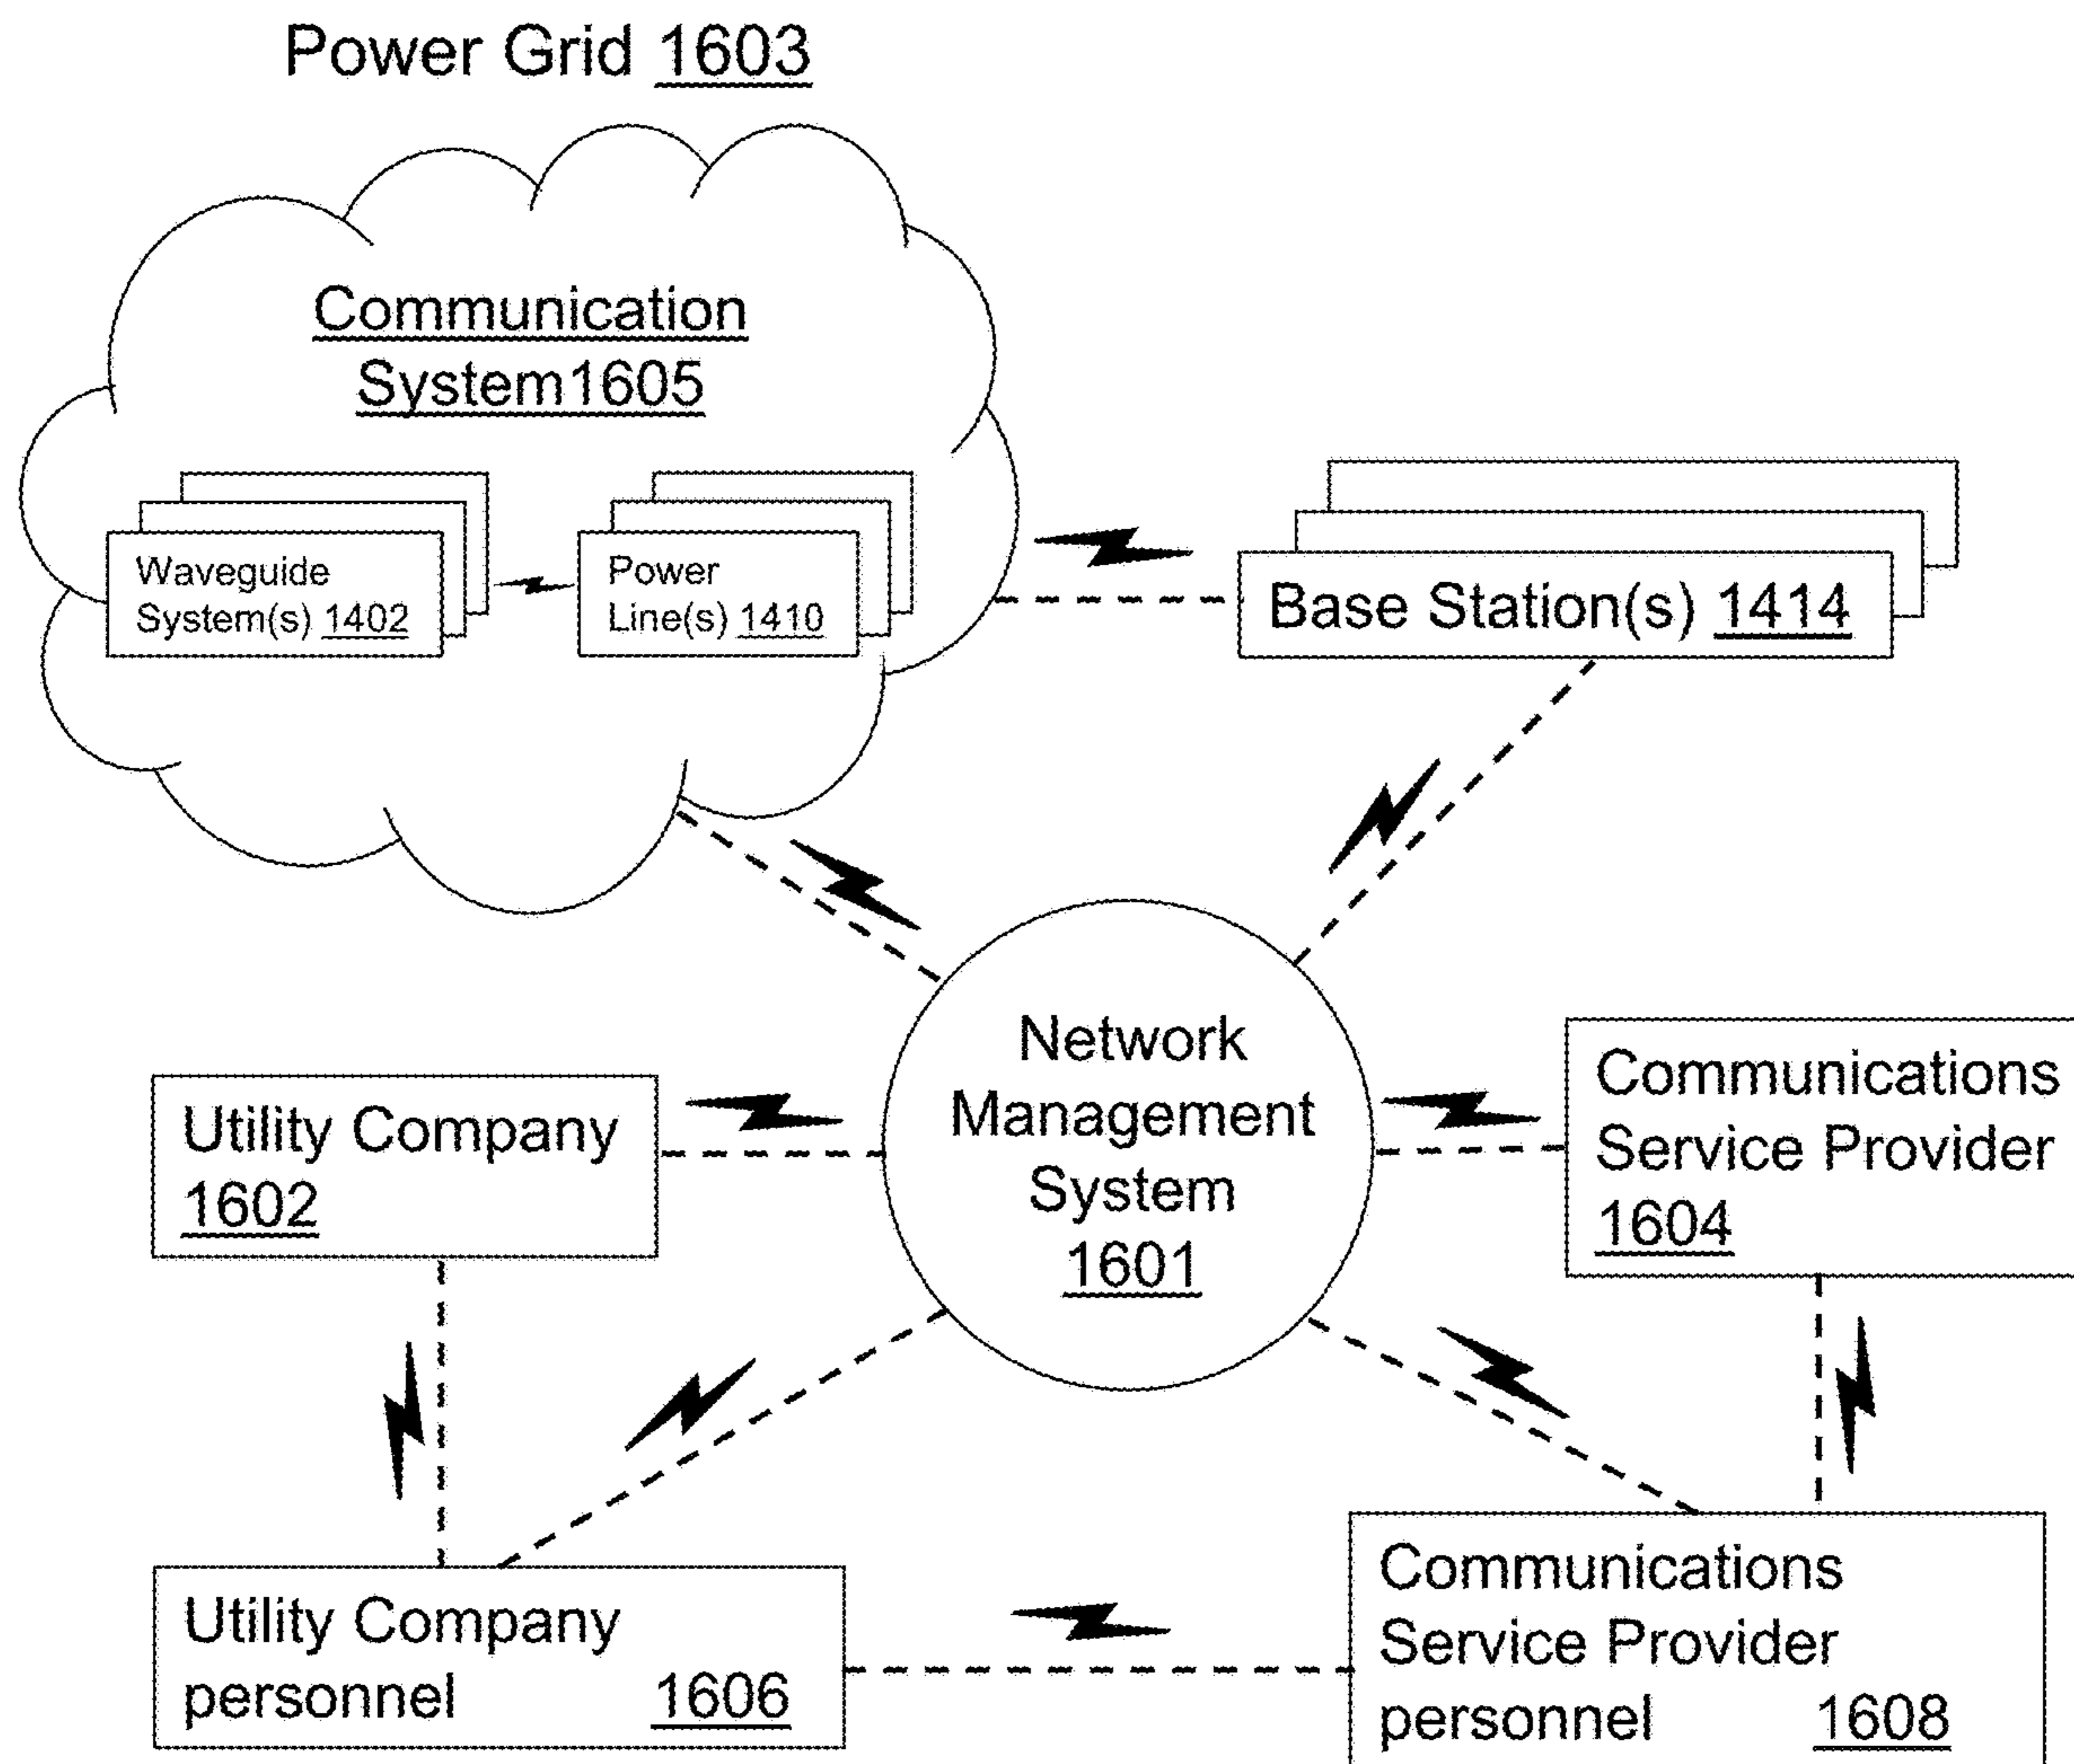 Power Grid 1603
Communication
System1605
Waveguide
System(s) 1402
Power
Line(s) 1410
Base Station(s) 1414
Network
Management
System
1601
Utility Company
1602
Communications
Service Provider
1604
Utility Company
personnel 1606
Communications
Service Provider
personnel 1608